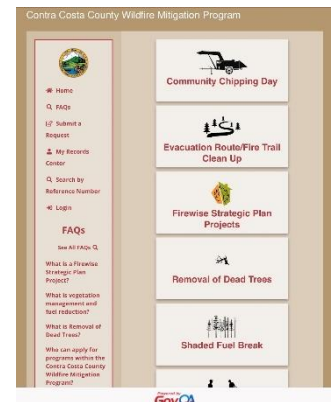 Contra Costa County Wildfire Mitigation Program
Home
FAQs
Submit a
Request
My Records
Center
Search by
Reference Number
Login
FAQs
See All FAQs
What is a Firewise
Strategic Plan
Project?
What is vegetation
management and
fuel reduction?
What is Removal of
Dead Trees?
Who can apply for
programs within the
Contra Costa County
Wildfire Mitigation
Program?
Community Chipping Day
Evacuation Route/Fire Trail
Clean Up
Firewise Strategic Plan
Projects
Removal of Dead Trees
Shaded Fuel Break
Powered by
GovQA